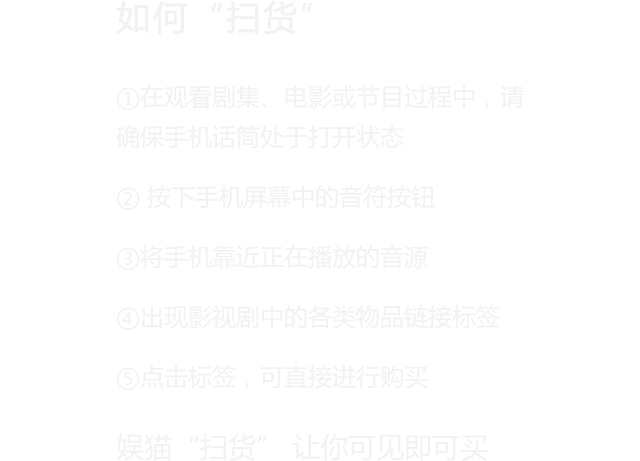 如何“扫货”
①在观看剧集、电影或节目过程中，请
确保手机话筒处于打开状态
② 按下手机屏幕中的音符按钮
③将手机靠近正在播放的音源
④出现影视剧中的各类物品链接标签
⑤点击标签，可直接进行购买
娱猫“扫货” 让你可见即可买